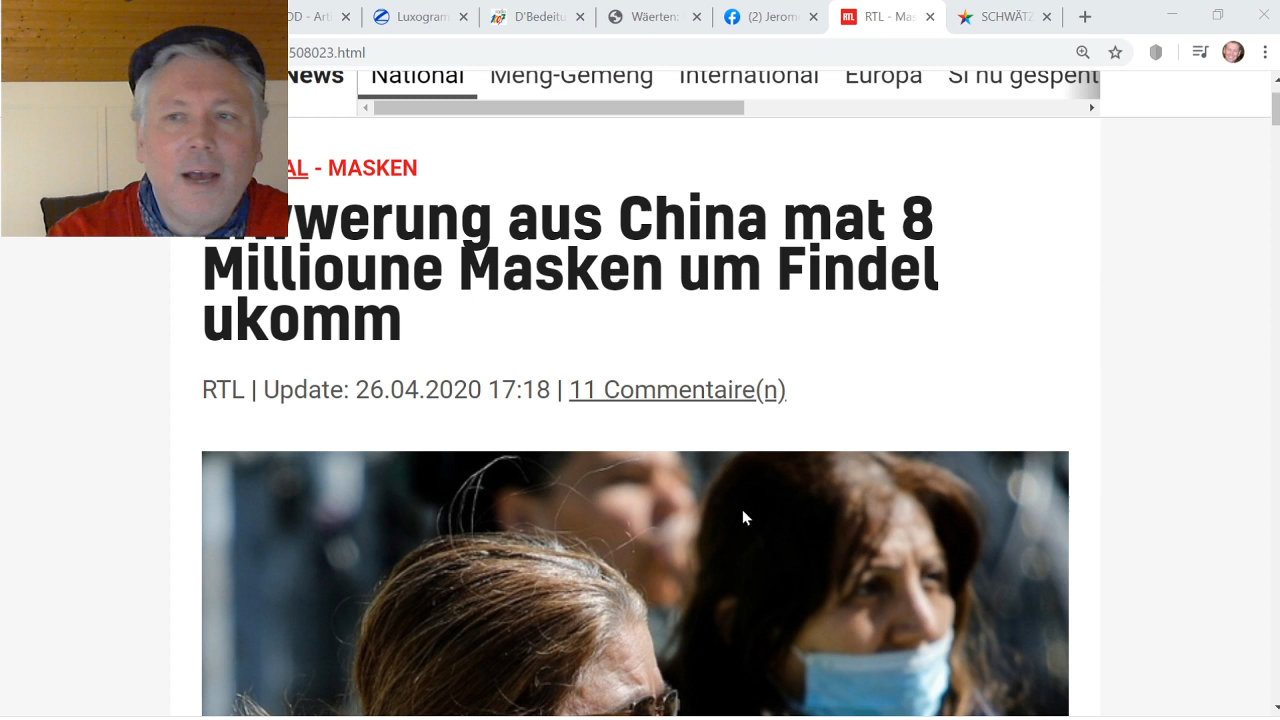 OD - Arti
Luxogram
D'Bedeitu
Wäerten:
(2) Jerom
RTL - Mas
SCHWÄTZ
508023.html
News
National
Meng-Gemeng
International
Europa
Si nu gespent
AL - MASKEN
wwerung aus China mat 8
Millioune Masken um Findel
ukomm
RTL | Update: 26.04.2020 17:18 | 11 Commentaire(n)